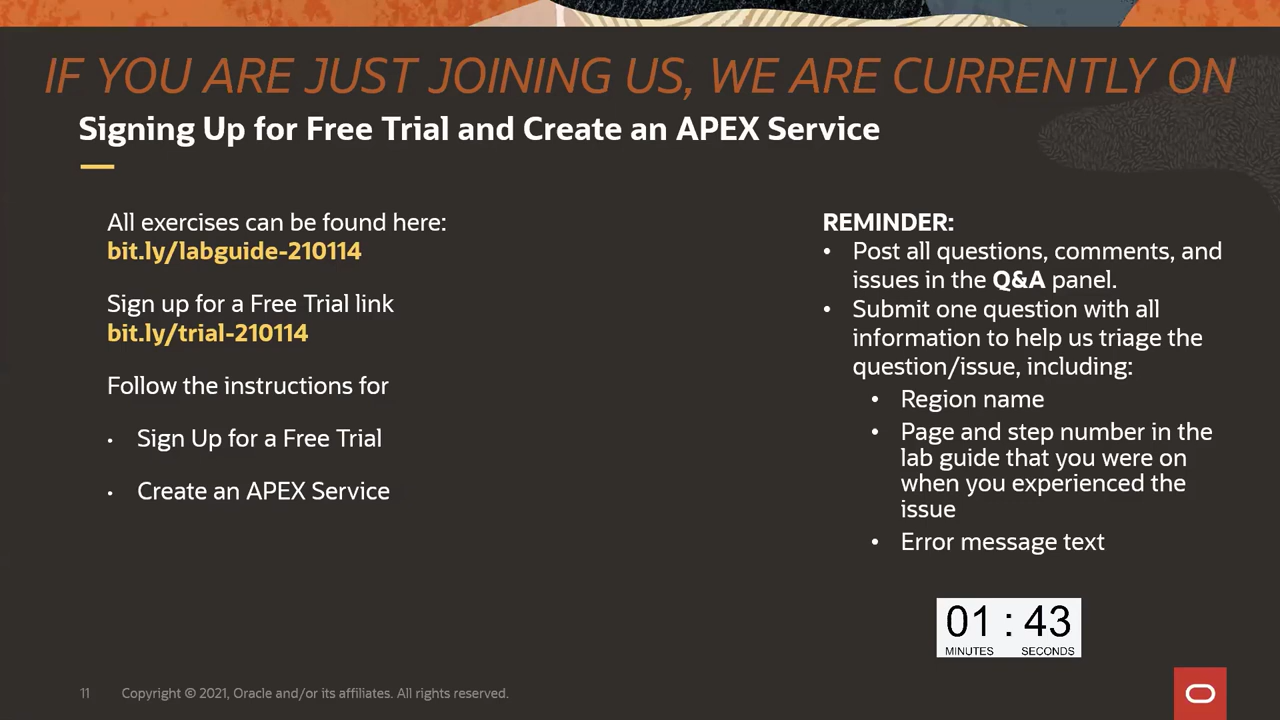 IF YOU ARE JUST JOINING US, WE ARE CURRENTLY ON
Signing Up for Free Trial and Create an APEX Service
All exercises can be found here:
bit.ly/labguide-210114
Sign up for a Free Trial link
bit.ly/trial-210114
Follow the instructions for
• Sign Up for a Free Trial
• Create an APEX Service
REMINDER:
• Post all questions, comments, and
issues in the Q&A panel.
• Submit one question with all
information to help us triage the
question/issue, including:
• Region name
• Page and step number in the
lab guide that you were on
when you experienced the
issue
• Error message text
01 : 43
MINUTES SECONDS
11 Copyright © 2021, Oracle and/or its affiliates. All rights reserved.